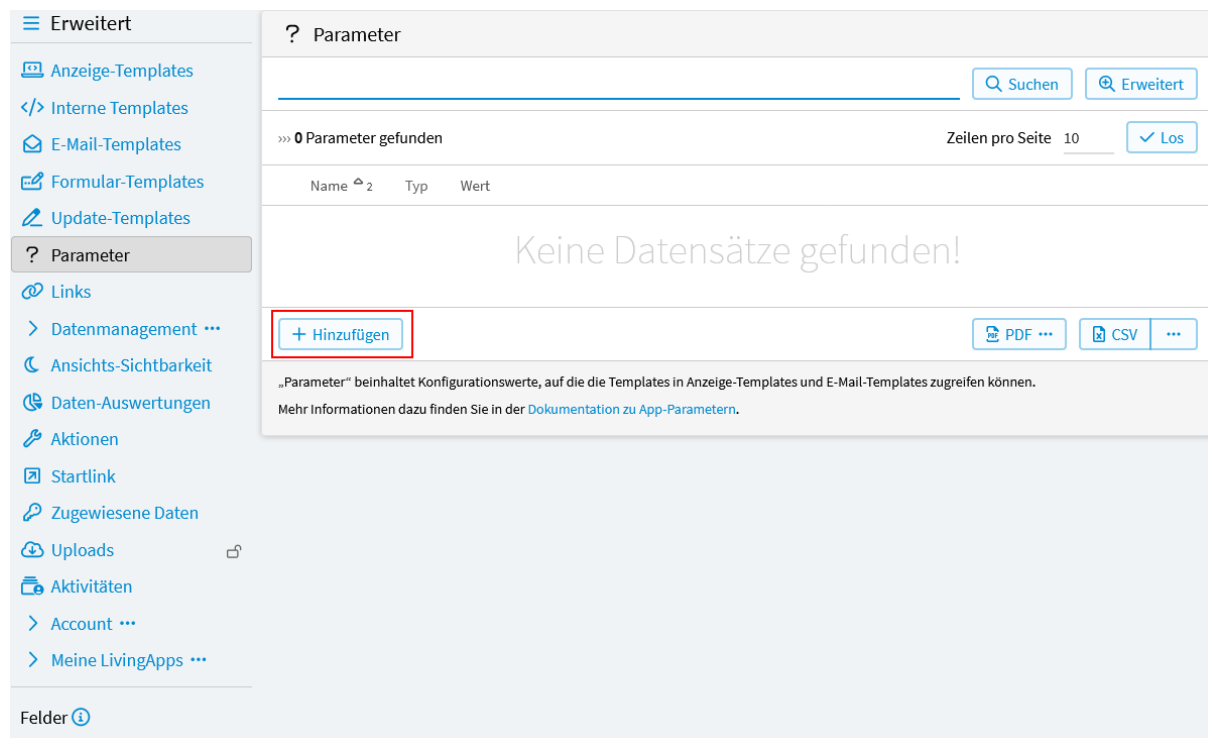 Erweitert
Anzeige-Templates
Interne Templates
E-Mail-Templates
Formular-Templates
Update-Templates
? Parameter
Links
Datenmanagement •••
Ansichts-Sichtbarkeit
Daten-Auswertungen
Aktionen
Startlink
Zugewiesene Daten
Uploads
Aktivitäten
Account •••
Meine LivingApps •••
Felder
? Parameter
Suchen
Erweitert
››› 0 Parameter gefunden
Zeilen pro Seite 10
Los
Name 2 Typ Wert
Keine Datensätze gefunden!
+ Hinzufügen
PDF •••
CSV •••
„Parameter“ beinhaltet Konfigurationswerte, auf die die Templates in Anzeige-Templates und E-Mail-Templates zugreifen können.
Mehr Informationen dazu finden Sie in der Dokumentation zu App-Parametern.